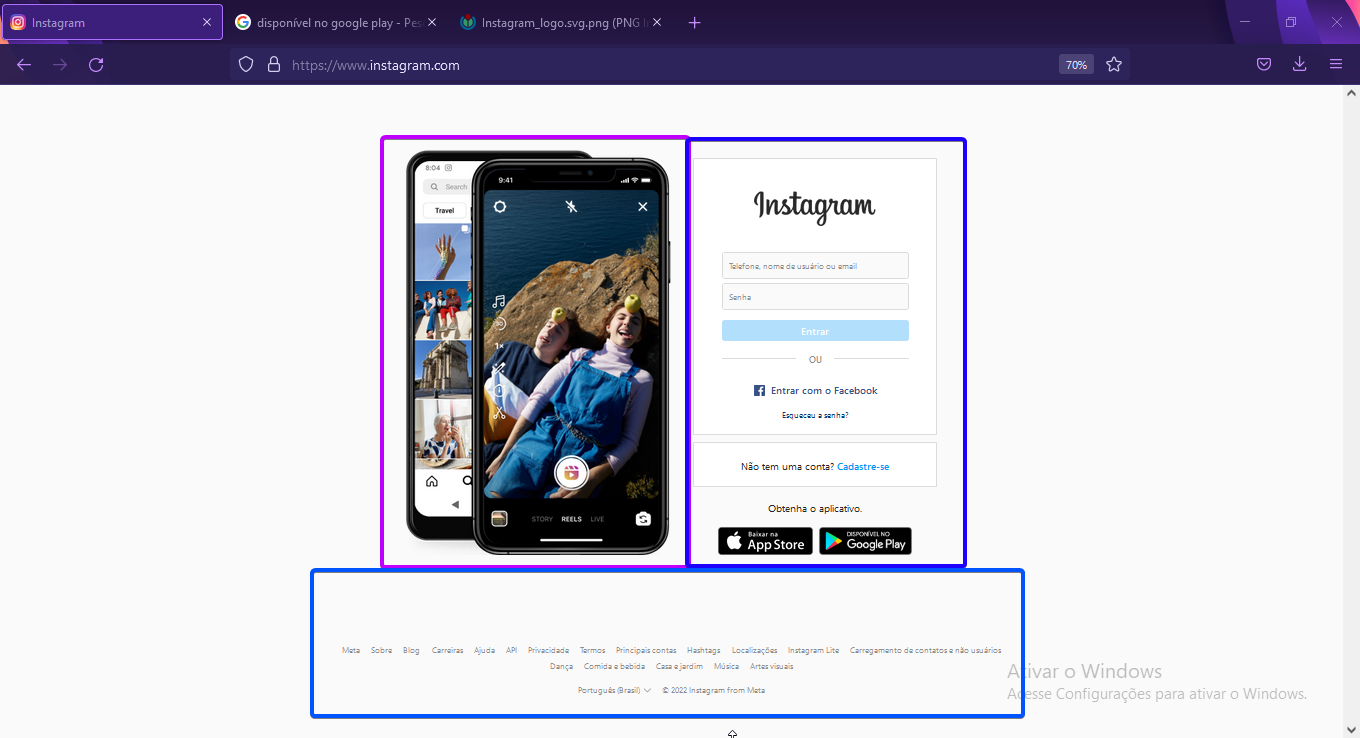 Instagram
disponível no google play - Pes
Instagram_logo.svg.png (PNG I
https://www.instagram.com
70%
8:04
Search
Travel
9:41
1x
STORY REELS LIVE
Instagram
Telefone, nome de usuário ou email
Senha
Entrar
OU
Entrar com o Facebook
Esqueceu a senha?
Não tem uma conta? Cadastre-se
Obtenha o aplicativo.
Baixar na
App Store
DISPONÍVEL NO
Google Play
Meta Sobre Blog Carreiras Ajuda API Privacidade Termos Principais contas Hashtags Localizações Instagram Lite Carregamento de contatos e não usuários
Dança Comida e bebida Casa e jardim Música Artes visuais
Português (Brasil) © 2022 Instagram from Meta
Ativar o Windows
Acesse Configurações para ativar o Windows.